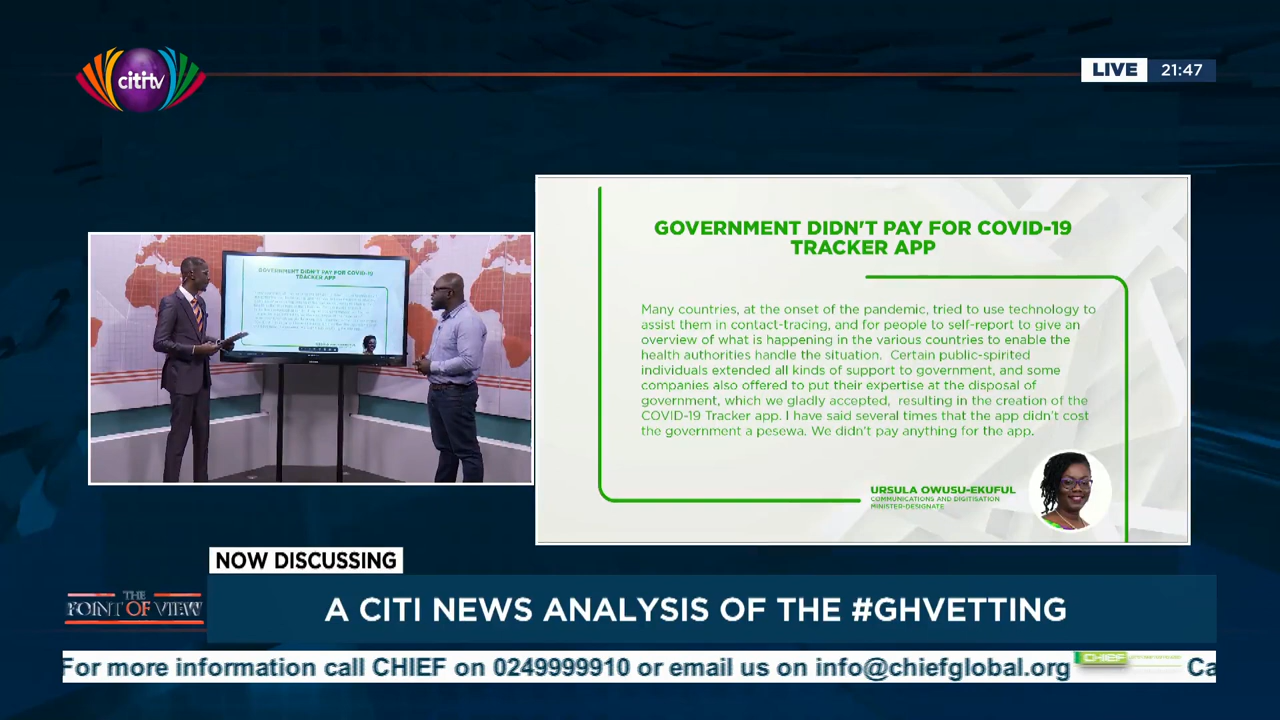 citi tv
LIVE 21:47
GOVERNMENT DIDN'T PAY FOR COVID-19
TRACKER APP
Many countries, at the onset of the pandemic, tried to use technology to
assist them in contact-tracing, and for people to self-report to give an
overview of what is happening in the various countries to enable the
health authorities handle the situation. Certain public-spirited
individuals extended all kinds of support to government, and some
companies also offered to put their expertise at the disposal of
government, which we gladly accepted, resulting in the creation of the
COVID-19 Tracker app. I have said several times that the app didn't cost
the government a pesewa. We didn't pay anything for the app.
URSULA OWUSU-EKUFUL
COMMUNICATIONS AND DIGITISATION
MINISTER-DESIGNATE
GOVERNMENT DIDN'T PAY FOR COVID-19
TRACKER APP
NOW DISCUSSING
THE
POINT OF VIEW
A CITI NEWS ANALYSIS OF THE #GHVETTING
For more information call CHIEF on 0249999910 or email us on info@chiefglobal.org CHIEF Ca